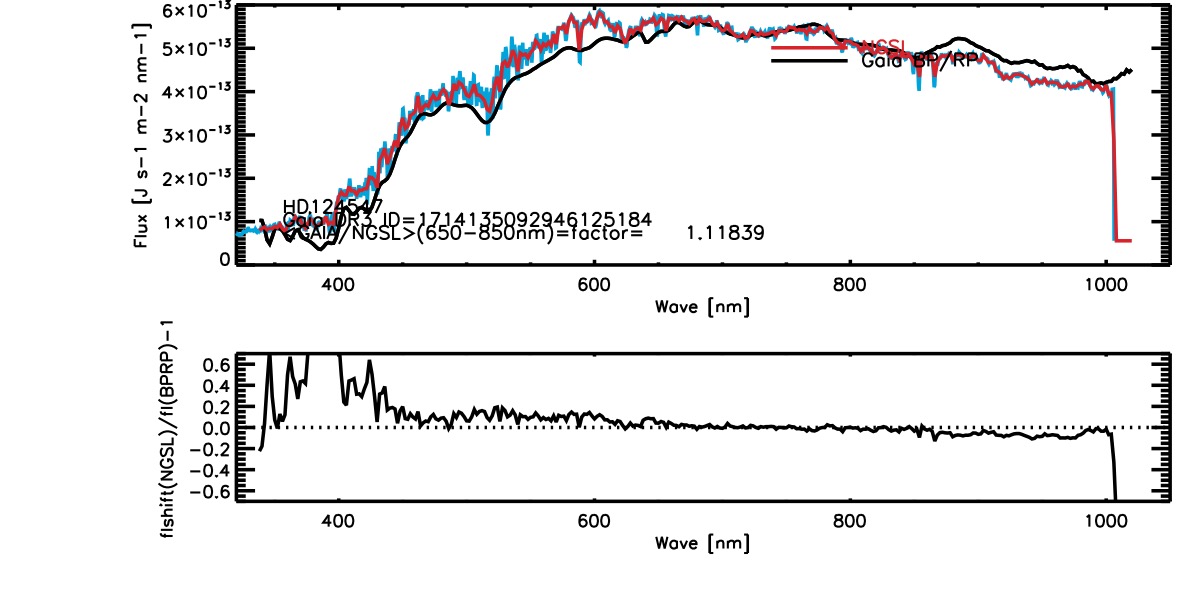 6×10−13
5×10−13
4×10−13
3×10−13
2×10−13
1×10−13
0
Flux [J s−1 m−2 nm−1]
NGSL
Gaia BP/RP
Gaia DR3 ID=1714135092946125184
<GAIA/NGSL>(650−850nm)=factor= 1.11839
400 600 800 1000
Wave [nm]
flshift(NGSL)/fl(BPRP)−1
0.6
0.4
0.2
0.0
−0.2
−0.4
−0.6
400 600 800 1000
Wave [nm]